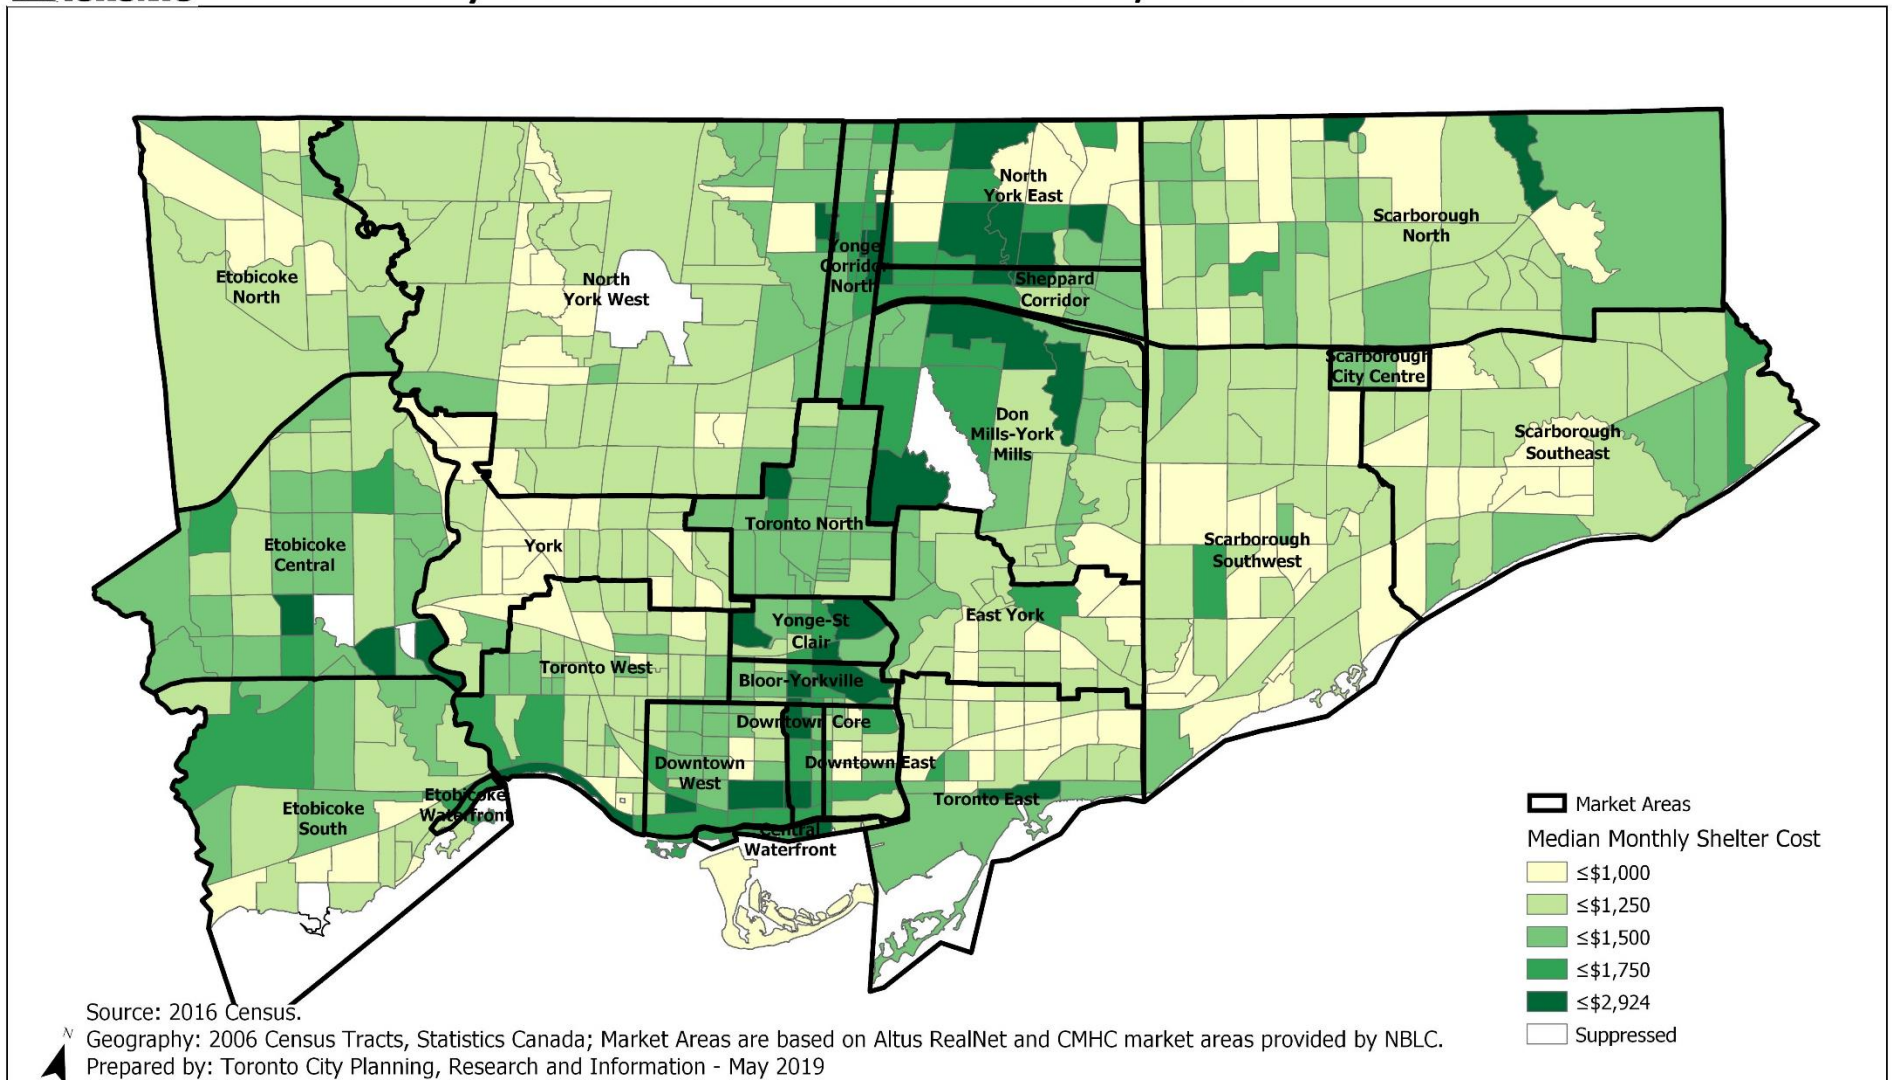 North
York East
Scarborough
North
Yonge
Corridor
North
Etobicoke
North
North
York West
Sheppard
Corridor
Scarborough
City Centre
Don
Mills-York
Mills
Scarborough
Southeast
Toronto North
Etobicoke
Central
York
Scarborough
Southwest
Yonge-St
Clair
East York
Toronto West
Bloor-Yorkville
Downtown Core
Downtown
West
Downtown East
Etobicoke
Waterfront
Etobicoke
South
Toronto East
Central
Waterfront
Market Areas
Median Monthly Shelter Cost
≤$1,000
≤$1,250
≤$1,500
≤$1,750
≤$2,924
Suppressed
Source: 2016 Census.
N
Geography: 2006 Census Tracts, Statistics Canada; Market Areas are based on Altus RealNet and CMHC market areas provided by NBLC.
Prepared by: Toronto City Planning, Research and Information - May 2019